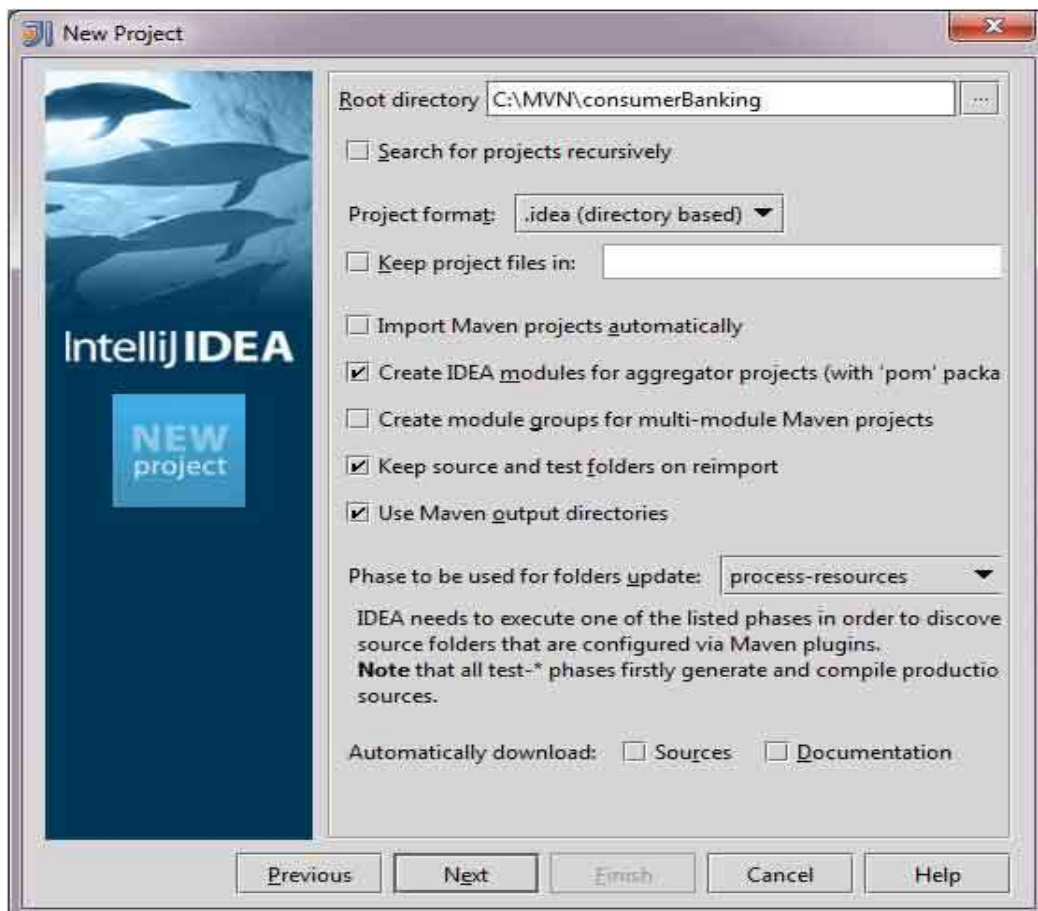 New Project
Root directory C:\MVN\consumerBanking ...
Search for projects recursively
Project format: .idea (directory based)
Keep project files in:
Import Maven projects automatically
IntelliJ IDEA
Create IDEA modules for aggregator projects (with 'pom' packa
Create module groups for multi-module Maven projects
NEW
project
Keep source and test folders on reimport
Use Maven output directories
Phase to be used for folders update: process-resources
IDEA needs to execute one of the listed phases in order to discove
source folders that are configured via Maven plugins.
Note that all test-* phases firstly generate and compile productio
sources.
Automatically download: Sources Documentation
Previous Next Finish Cancel Help